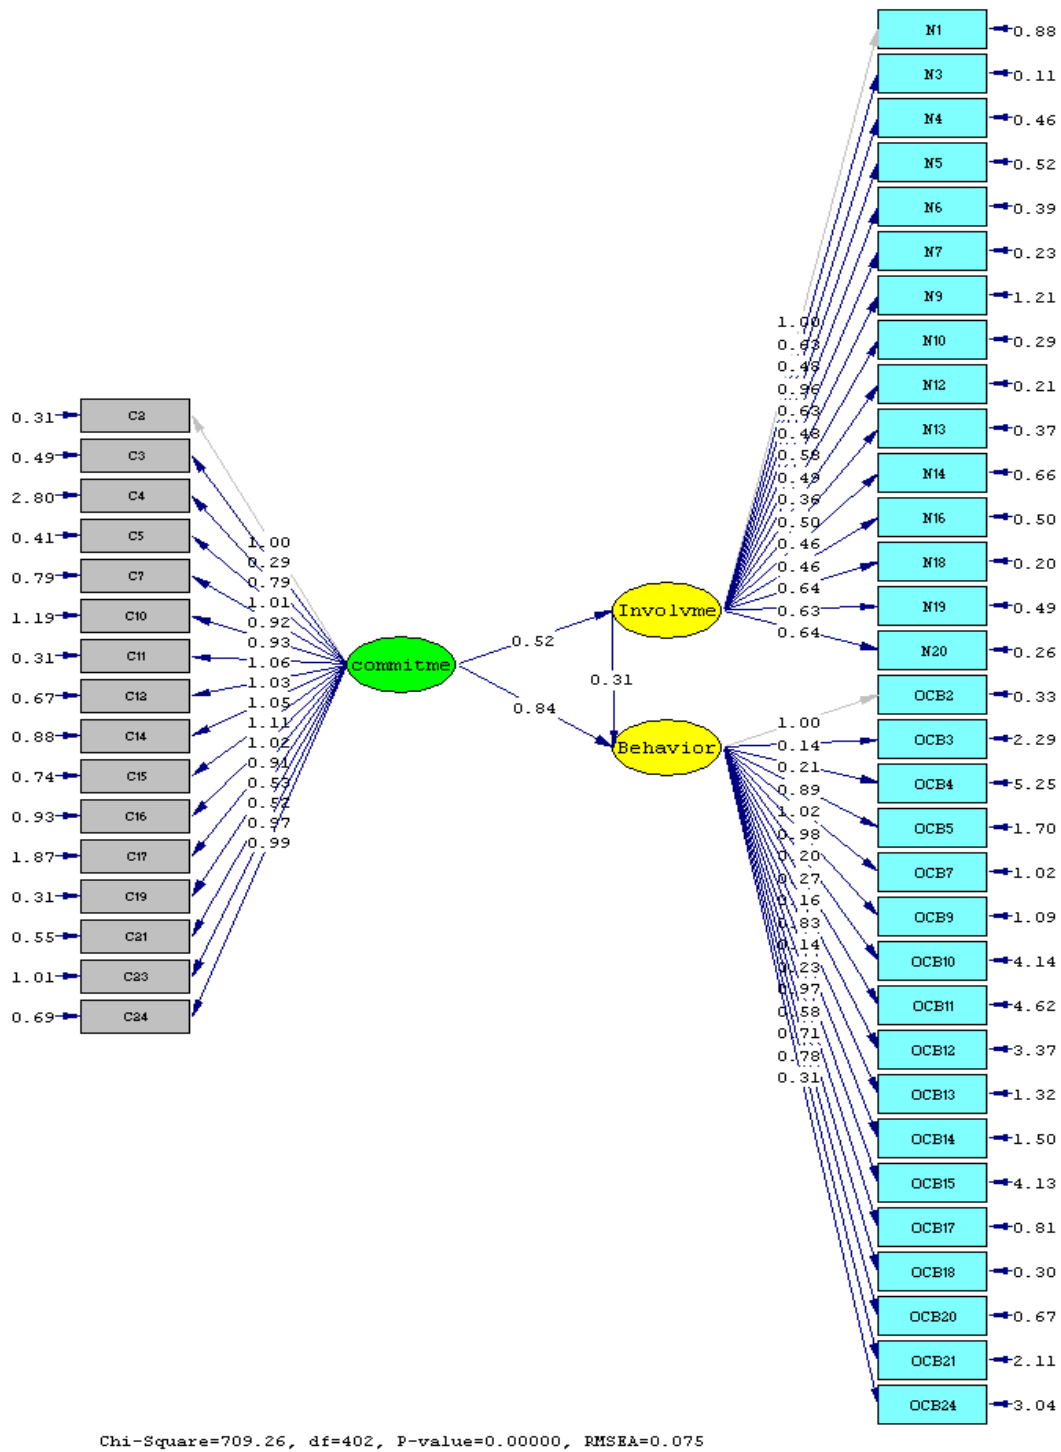 N1 0.88
N3 0.11
N4 0.46
N5 0.52
N6 0.39
N7 0.23
N9 1.21
N10 0.29
N12 0.21
N13 0.37
N14 0.66
N16 0.50
N18 0.20
N19 0.49
N20 0.26
OCB2 0.33
OCB3 2.29
OCB4 5.25
OCB5 1.70
OCB7 1.02
OCB9 1.09
OCB10 4.14
OCB11 4.62
OCB12 3.37
OCB13 1.32
OCB14 1.50
OCB15 4.13
OCB17 0.81
OCB18 0.30
OCB20 0.67
OCB21 2.11
OCB24 3.04
1.00
0.63
0.48
0.96
0.63
0.48
0.58
0.49
0.36
0.50
0.46
0.46
0.64
0.63
0.64
1.00
0.14
0.21
0.89
1.02
0.98
0.20
0.27
0.16
0.83
0.14
0.23
0.97
0.58
0.71
0.78
0.31
Involvme
Behavior
commitme
0.52
0.31
0.84
0.31 C2
0.49 C3
2.80 C4
0.41 C5
0.79 C7
1.19 C10
0.31 C11
0.67
0.88 C14
0.74 C15
0.93 C16
1.87 C17
0.31 C19
0.55 C21
1.01 C23
0.69 C24
1.00
0.29
0.79
1.01
0.92
0.93
1.06
1.03
1.05
1.11
1.02
0.91
0.53
0.52
0.97
0.99
Chi-Square=709.26, df=402, P-value=0.00000, RMSEA=0.075